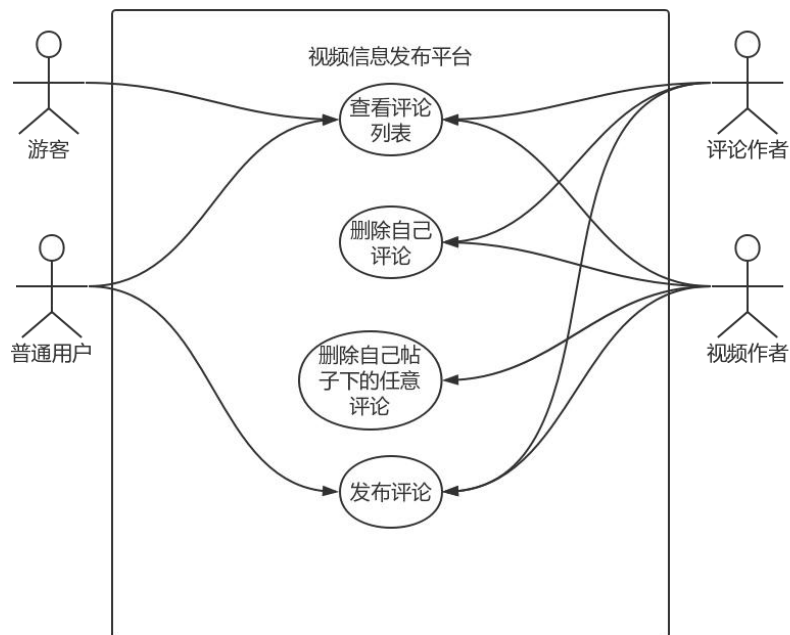 视频信息发布平台
查看评论
列表
游客
评论作者
删除自己
评论
普通用户
视频作者
删除自己帖
子下的任意
评论
发布评论